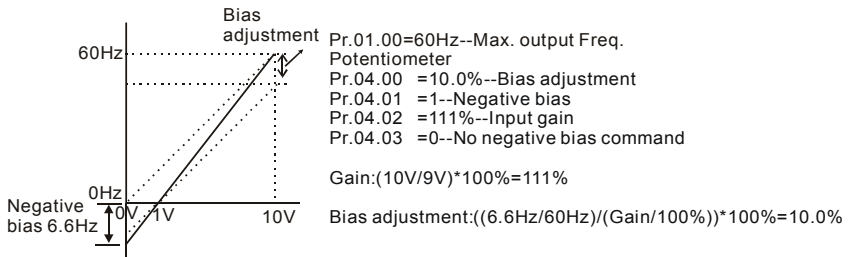 Bias
adjustment
60Hz
0Hz
0V
1V
10V
Negative
bias 6.6Hz
Pr.01.00=60Hz--Max. output Freq.
Potentiometer
Pr.04.00 =10.0%--Bias adjustment
Pr.04.01 =1--Negative bias
Pr.04.02 =111%--Input gain
Pr.04.03 =0--No negative bias command
Gain:(10V/9V)*100%=111%
Bias adjustment:((6.6Hz/60Hz)/(Gain/100%))*100%=10.0%